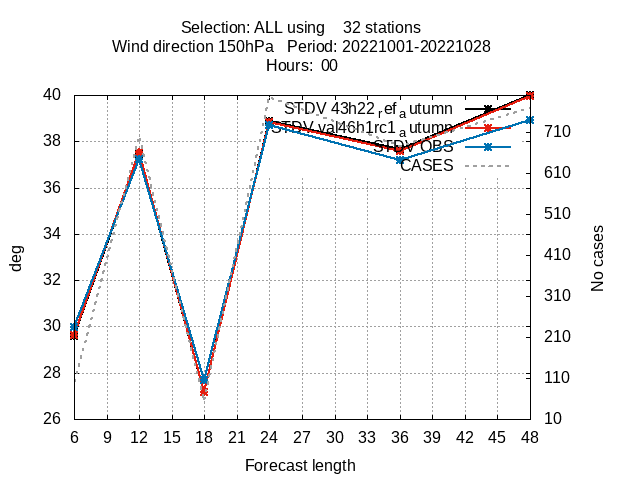 Selection: ALL using    32 stations
Wind direction 150hPa   Period: 20221001-20221028
Hours:  00
STDV 43h22ref_autumn
STDV val46h1rc1_autumn
STDV OBS
CASES
40
38
36
34
32
30
28
26
deg
710
610
510
410
310
210
110
10
No cases
6 9 12 15 18 21 24 27 30 33 36 39 42 45 48
Forecast length